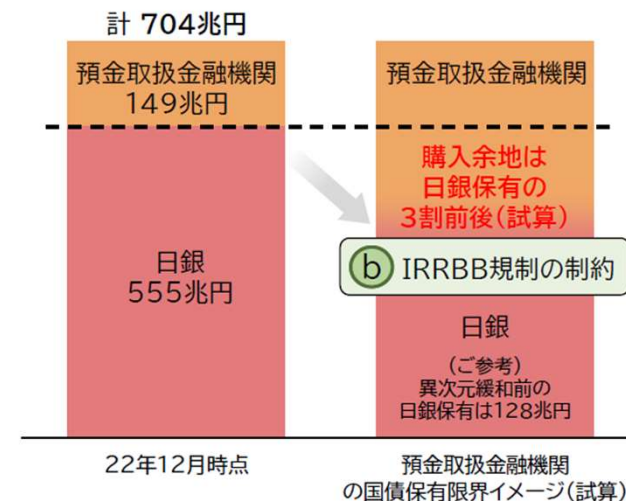 計 704兆円
預金取扱金融機関
149兆円
日銀
555兆円
22年12月時点
預金取扱金融機関
購入余地は
日銀保有の
3割前後(試算)
b IRRBB規制の制約
日銀
(ご参考)
異次元緩和前の
日銀保有は128兆円
預金取扱金融機関
の国債保有限界イメージ(試算)